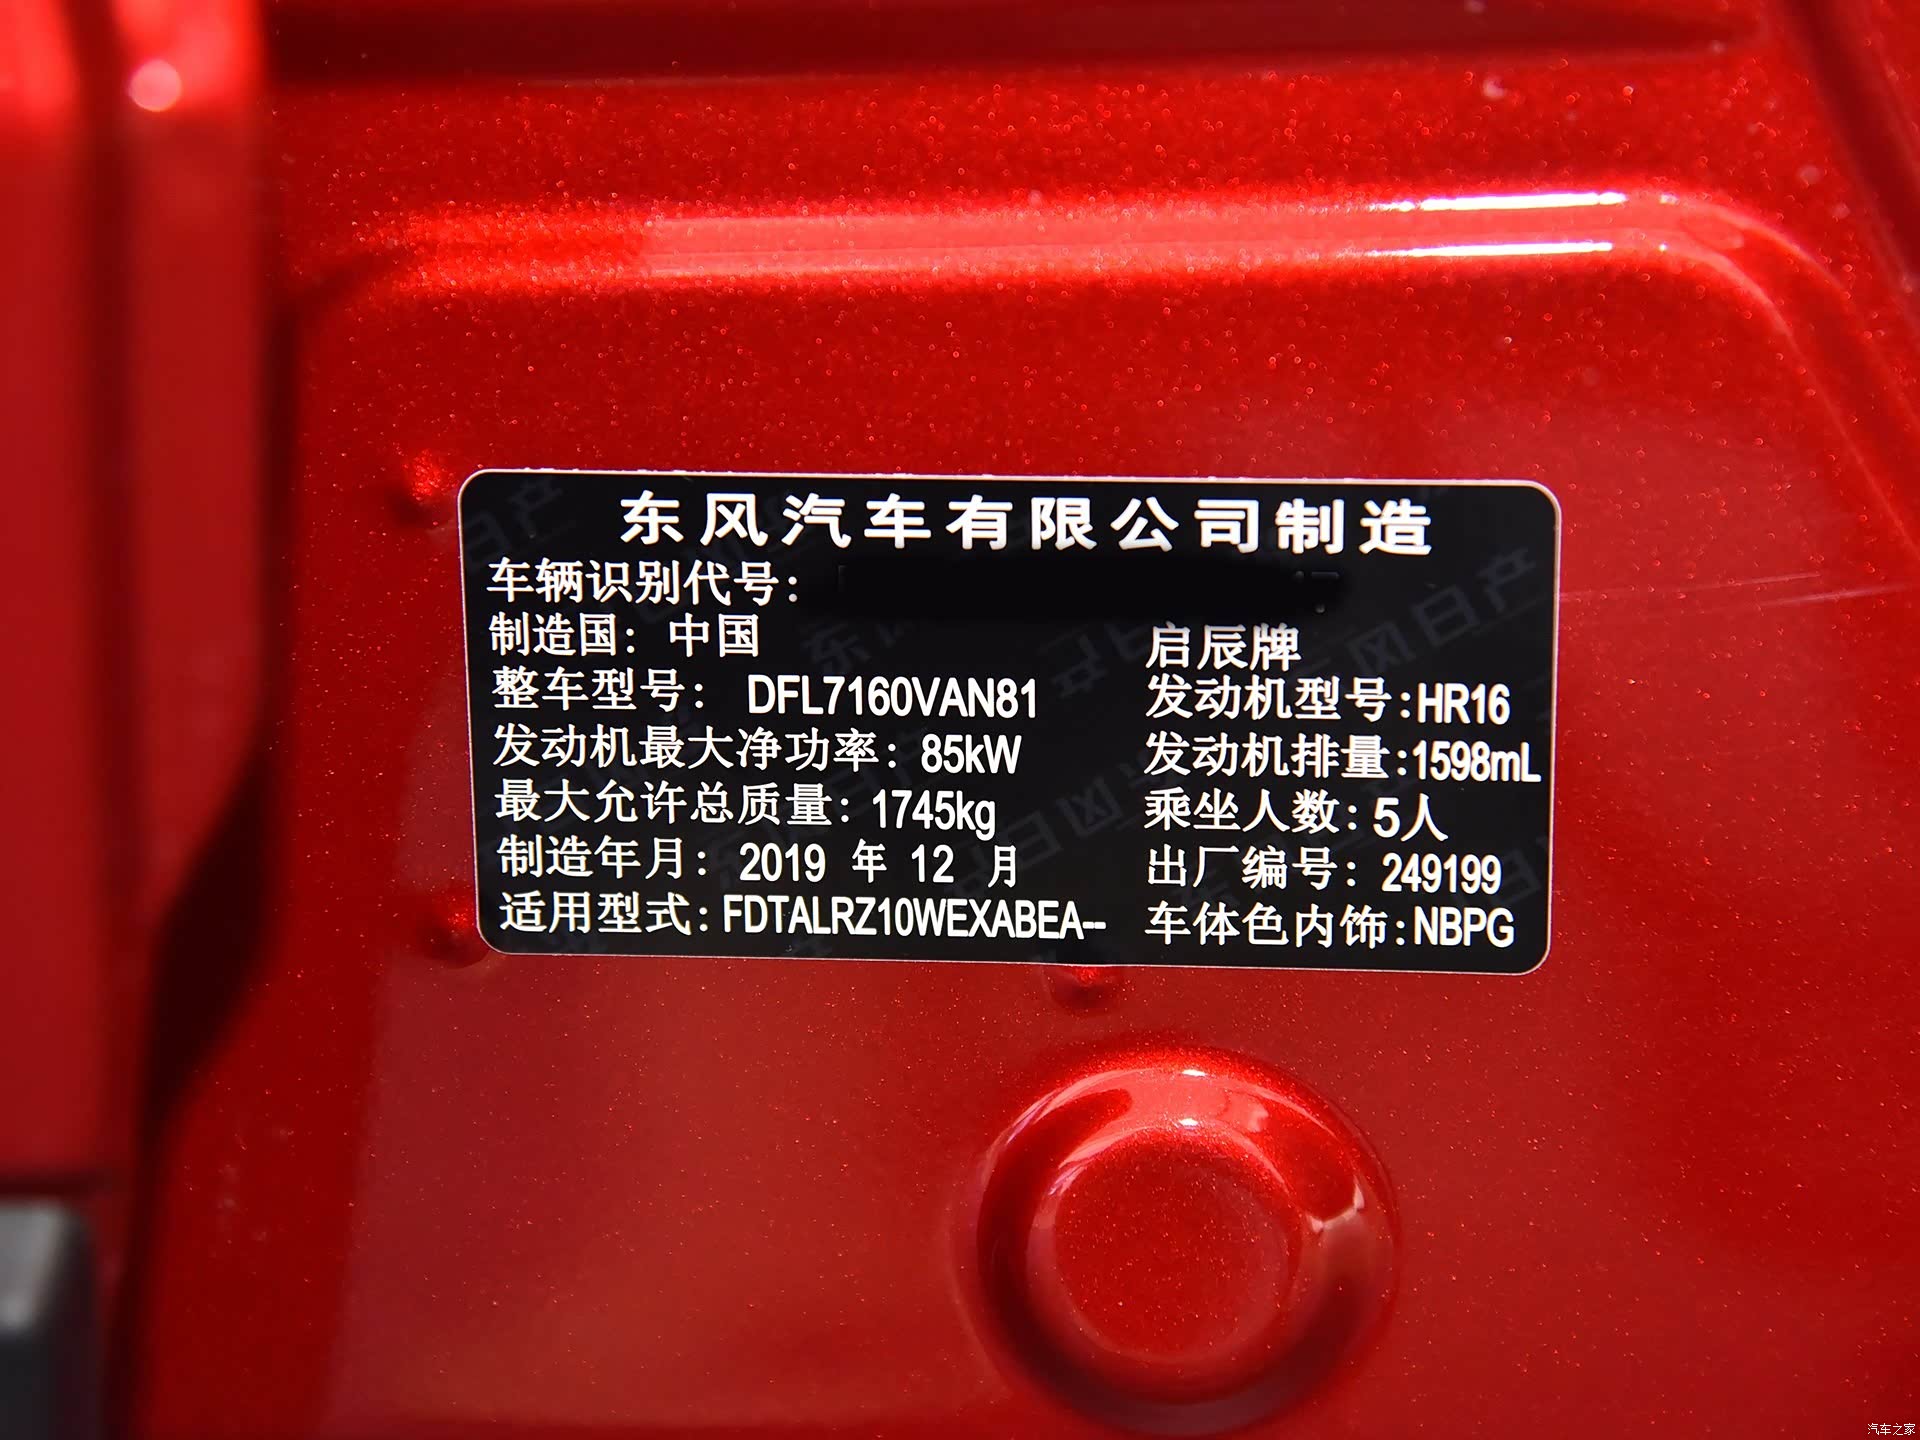 东风汽车有限公司制造
车辆识别代号：
制造国：中国 启辰牌
整车型号：DFL7160VAN81 发动机型号:HR16
发动机最大净功率：85kW 发动机排量:1598mL
最大允许总质量：1745kg 乘坐人数：5人
制造年月：2019 年 12 月 出厂编号：249199
适用型式：FDTALRZ10WEXABEA-- 车体色内饰:NBPG
汽车之家